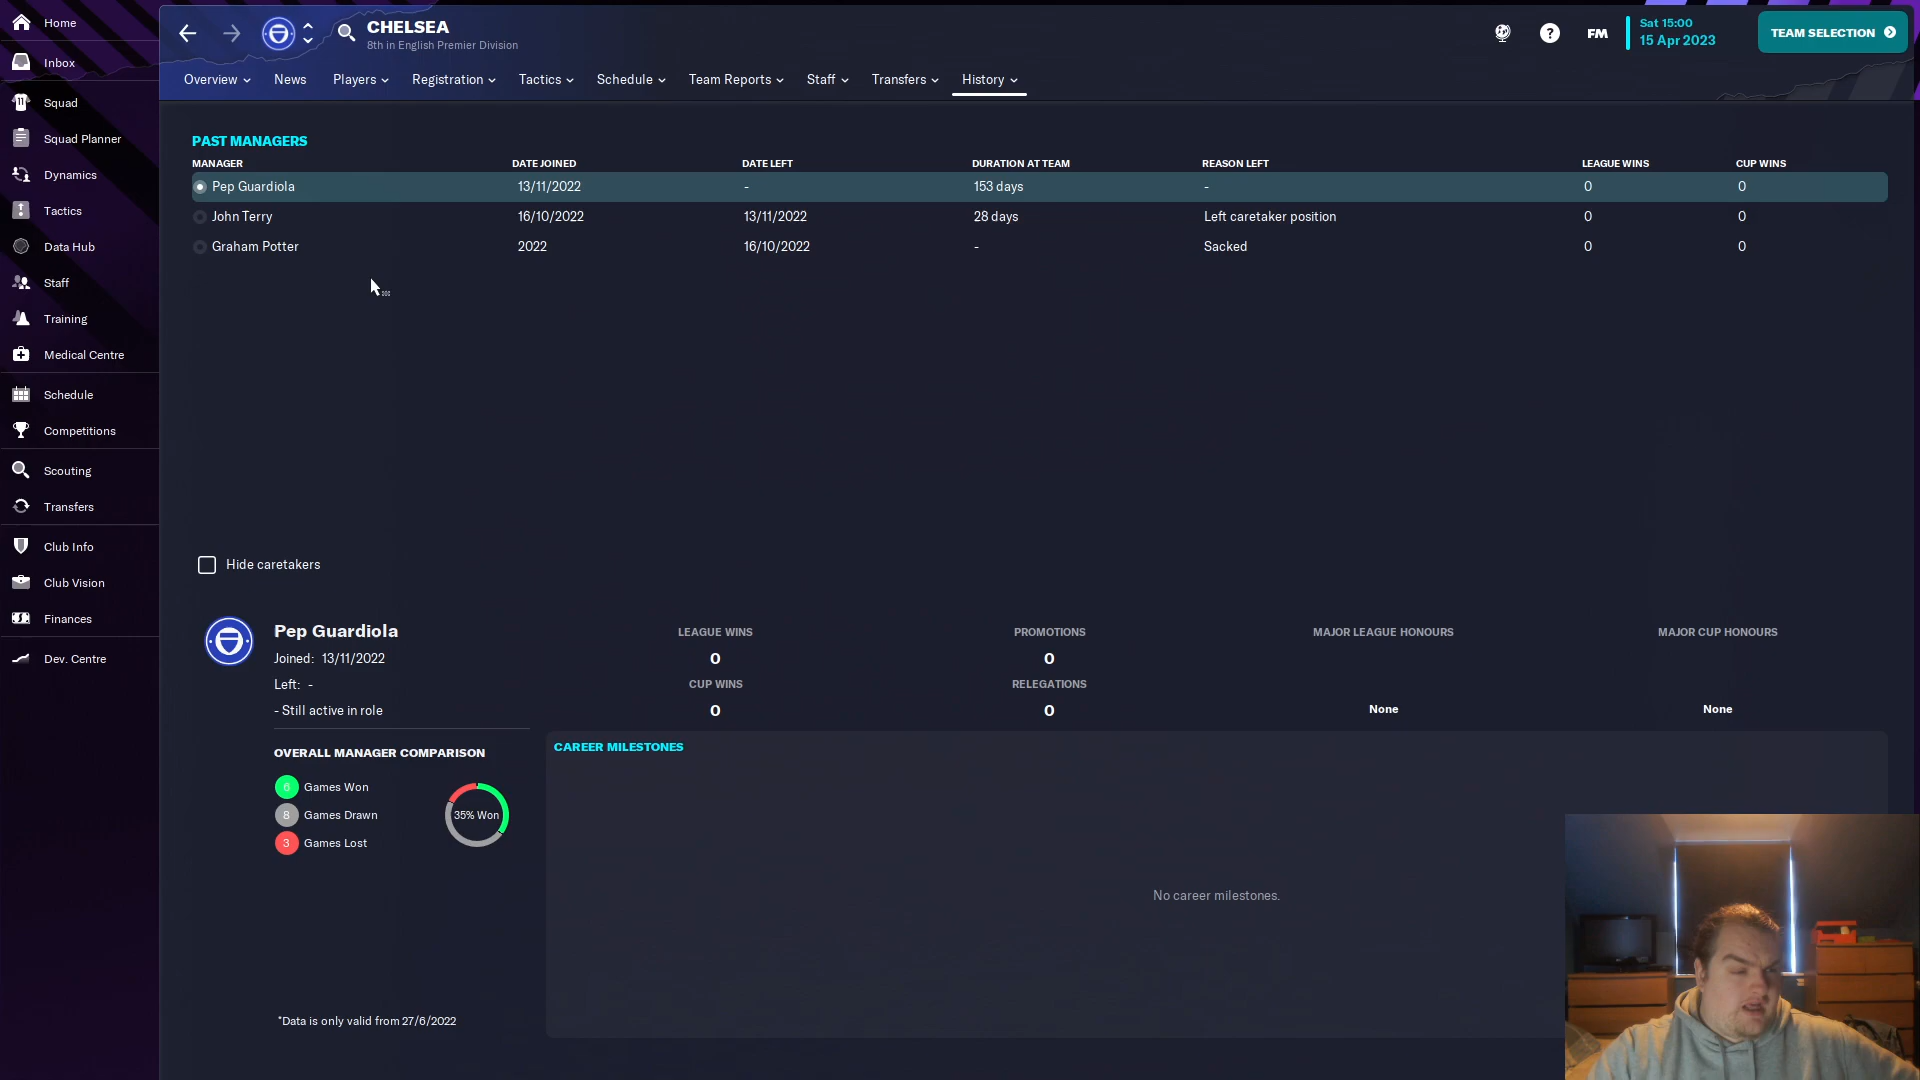 Home
Inbox
Squad
Squad Planner
Dynamics
Tactics
Data Hub
Staff
Training
Medical Centre
Schedule
Competitions
Scouting
Transfers
Club Info
Club Vision
Finances
Dev. Centre
CHELSEA
8th in English Premier Division
?
FM
Sat 15:00
15 Apr 2023
TEAM SELECTION
Overview News Players Registration Tactics Schedule Team Reports Staff Transfers History
PAST MANAGERS
MANAGER DATE JOINED DATE LEFT DURATION AT TEAM REASON LEFT LEAGUE WINS CUP WINS
Pep Guardiola 13/11/2022 - 153 days - 0 0
John Terry 16/10/2022 13/11/2022 28 days Left caretaker position 0 0
Graham Potter 2022 16/10/2022 - Sacked 0 0
Hide caretakers
Pep Guardiola
Joined: 13/11/2022
Left: -
- Still active in role
LEAGUE WINS
0
CUP WINS
0
PROMOTIONS
0
RELEGATIONS
0
MAJOR LEAGUE HONOURS
None
MAJOR CUP HONOURS
None
OVERALL MANAGER COMPARISON
6 Games Won
8 Games Drawn
3 Games Lost
35% Won
*Data is only valid from 27/6/2022
CAREER MILESTONES
No career milestones.